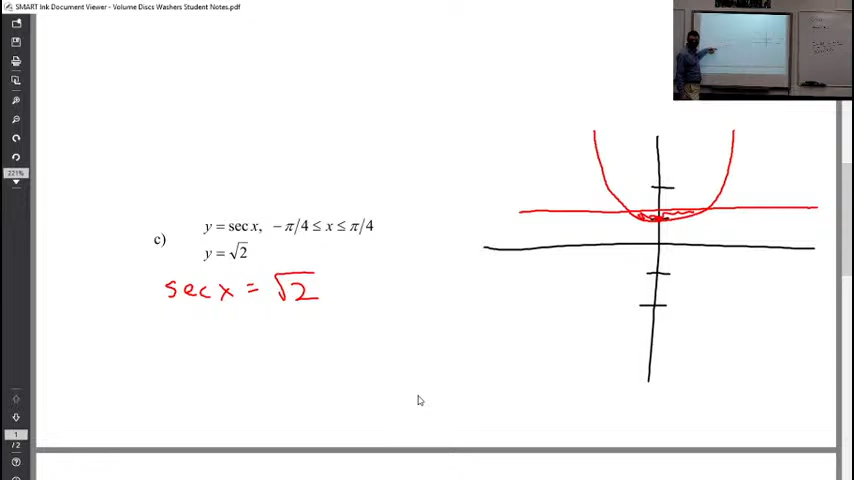 SMART Ink Document Viewer - Volume Discs Washers Student Notes.pdf
221%
c)
y = sec x, -π/4 ≤ x ≤ π/4
y = √2
sec x = √2
1
/2